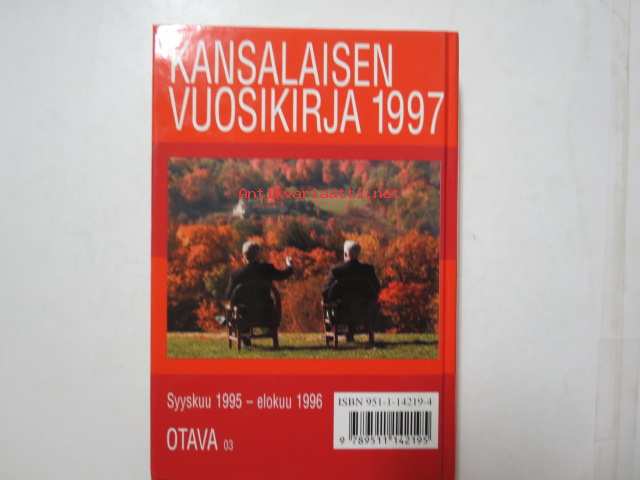 KANSALAISEN
VUOSIKIRJA 1997
Antikvariaatti.net
Syyskuu 1995 – elokuu 1996
ISBN 951-1-14219-4
9 789511 142195
OTAVA 03